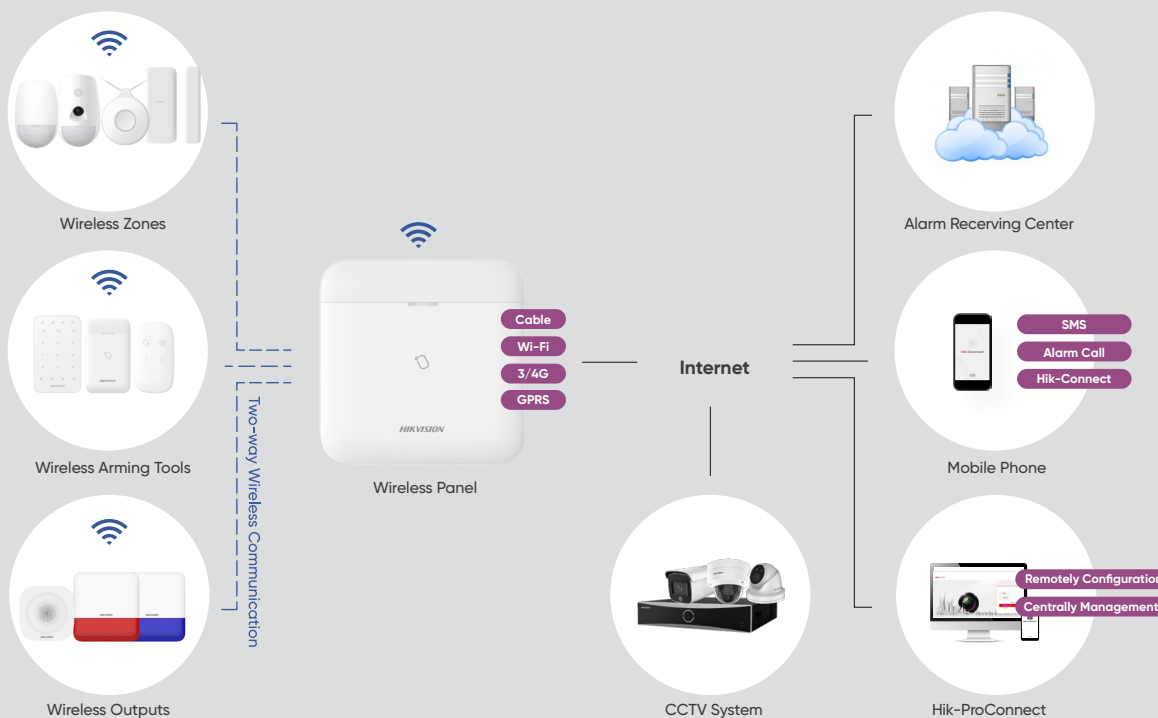 Wireless Zones
Wireless Arming Tools
Wireless Outputs
Two-way Wireless Communication
Cable
Wi-Fi
3/4G
GPRS
HIKVISION
Wireless Panel
Internet
CCTV System
Alarm Recerving Center
SMS
Alarm Call
Hik-Connect
Mobile Phone
Remotely Configuration
Centrally Management
Hik-ProConnect